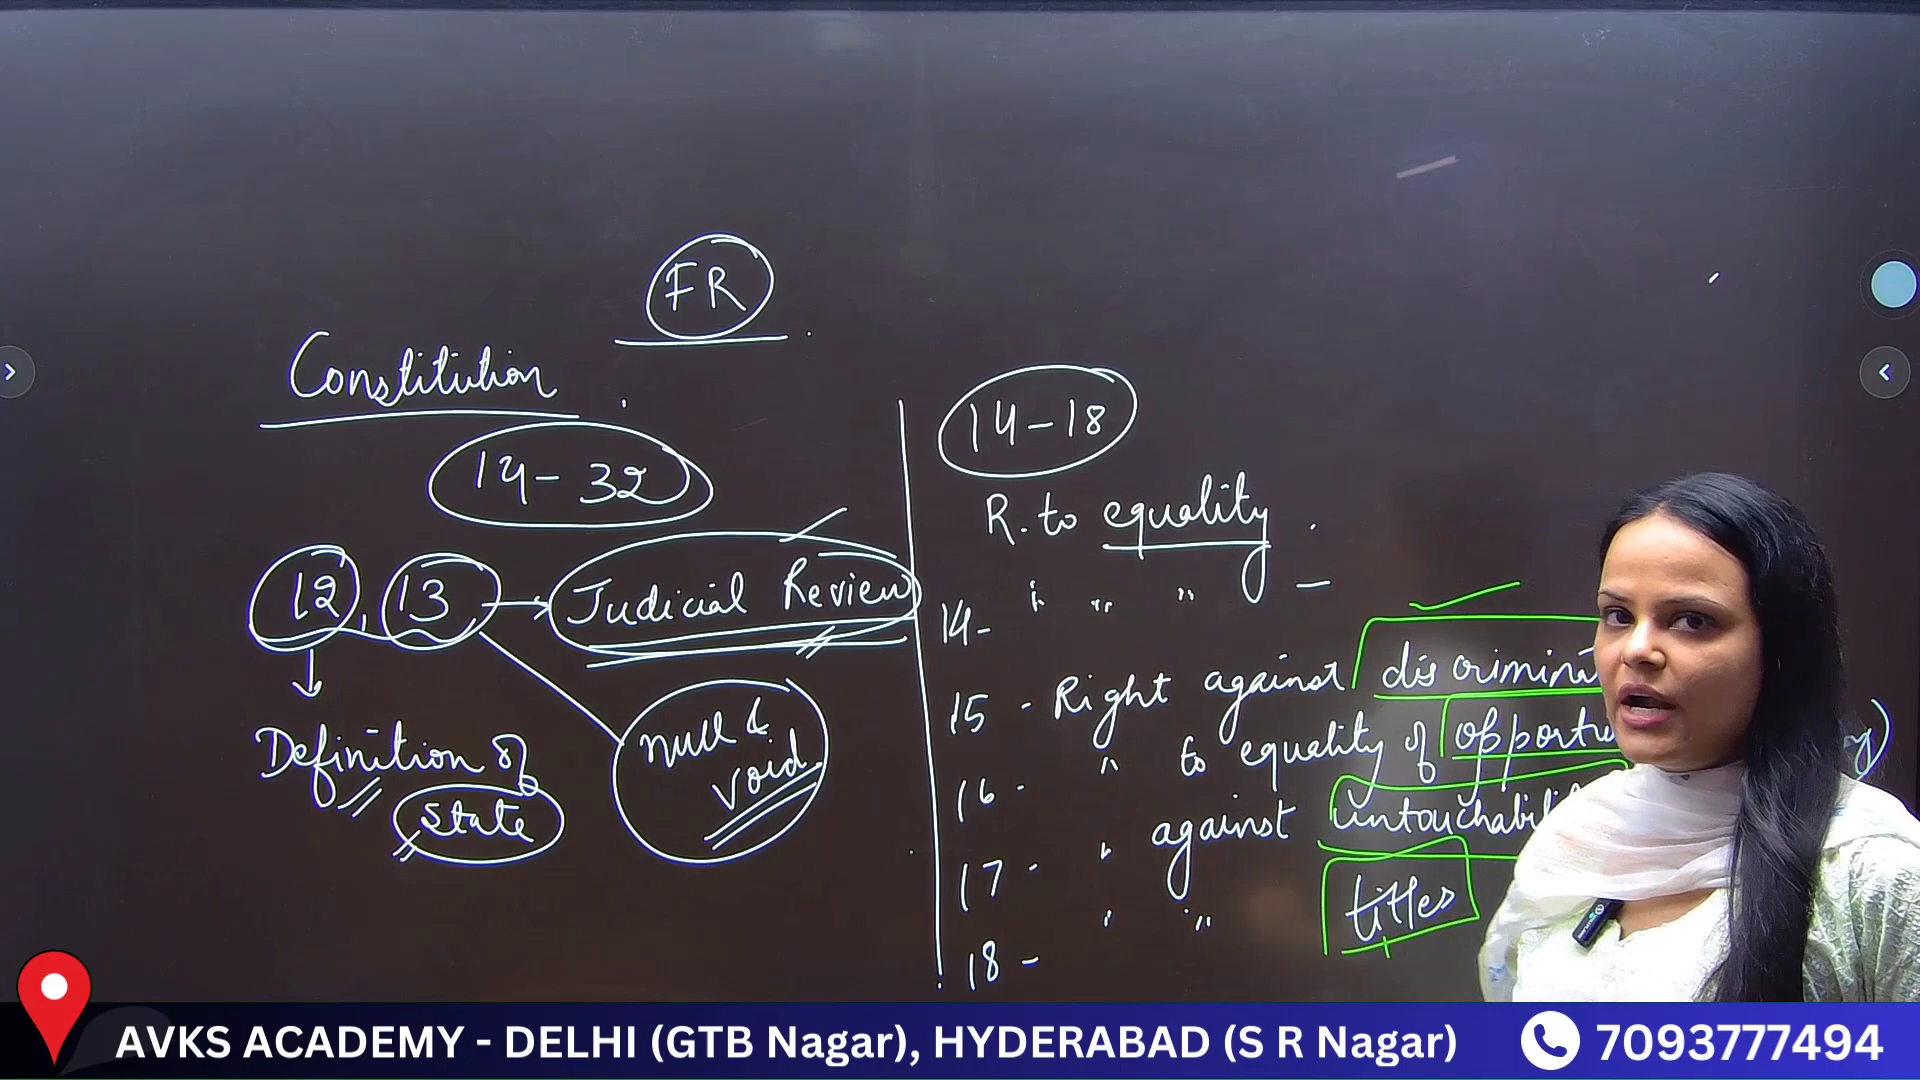 FR
Constitution
14-32
12, 13 → Judicial Review
Definition of
State
null &
void
14-18
R. to equality
14- " " " -
15 - Right against
16 - " to equality of
17 - " against
18 - " " titles
AVKS ACADEMY - DELHI (GTB Nagar), HYDERABAD (S R Nagar) 7093777494